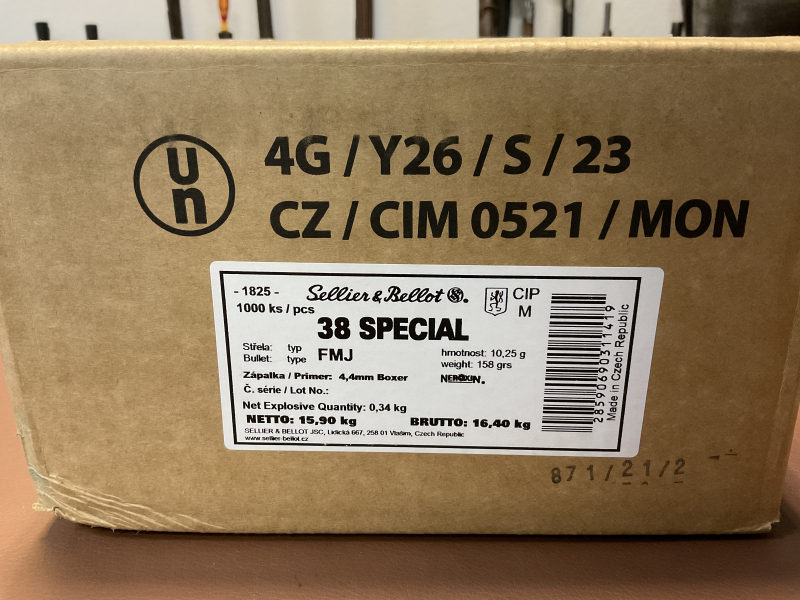 un
4G / Y26 / S / 23
CZ / CIM 0521 / MON
- 1825 -
Sellier & Bellot S&B.
CIP
M
1000 ks / pcs
38 SPECIAL
Střela: typ
Bullet: type FMJ
hmotnost: 10,25 g
weight: 158 grs
Zápalka / Primer: 4,4mm Boxer
NEROXIN.
Č. série / Lot No.:
Net Explosive Quantity: 0,34 kg
NETTO: 15,90 kg BRUTTO: 16,40 kg
SELLIER & BELLOT JSC, Lidická 667, 258 01 Vlašim, Czech Republic
www.sellier-bellot.cz
28590690311419
Made in Czech Republic
871/21/2